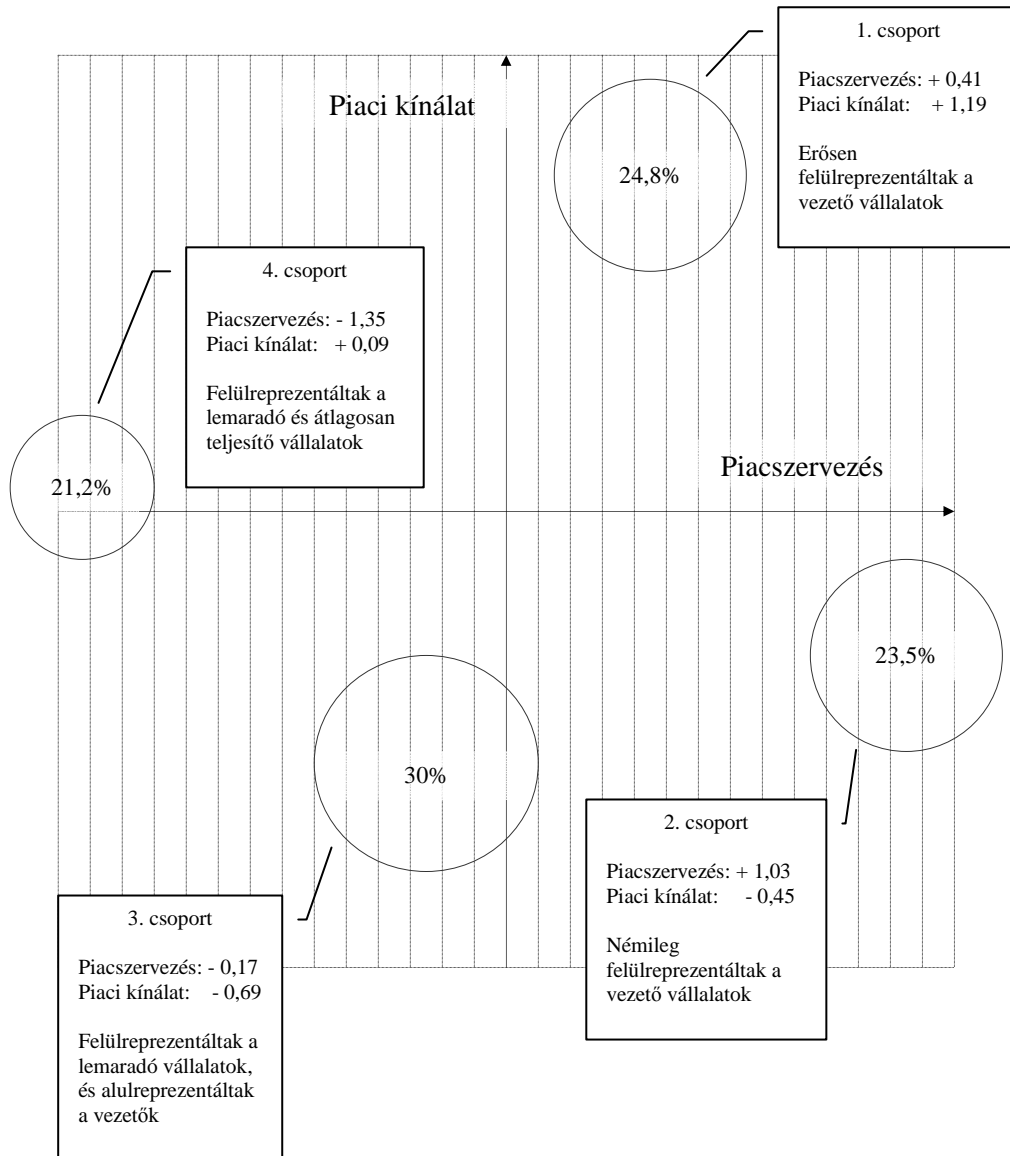 1. csoport
Piacszervezés: + 0,41
Piaci kínálat: + 1,19
Erősen
felülreprezentáltak a
vezető vállalatok
Piaci kínálat
24,8%
4. csoport
Piacszervezés: - 1,35
Piaci kínálat: + 0,09
Felülreprezentáltak a
lemaradó és átlagosan
teljesítő vállalatok
21,2%
Piacszervezés
23,5%
30%
2. csoport
Piacszervezés: + 1,03
Piaci kínálat: - 0,45
Némileg
felülreprezentáltak a
vezető vállalatok
3. csoport
Piacszervezés: - 0,17
Piaci kínálat: - 0,69
Felülreprezentáltak a
lemaradó vállalatok,
és alulreprezentáltak
a vezetők